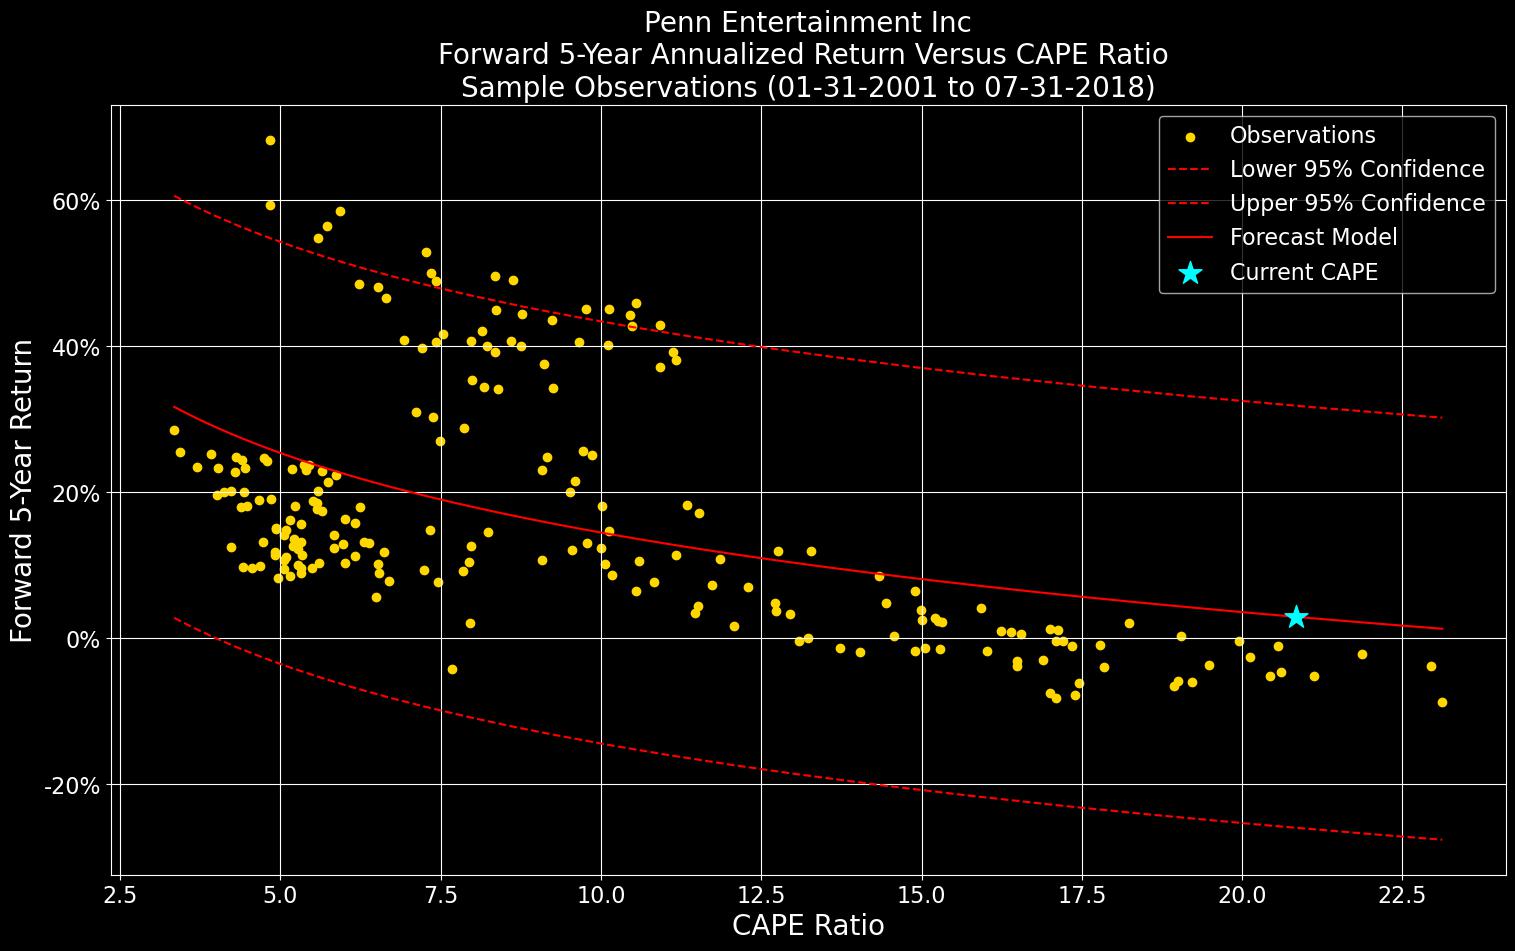 Penn Entertainment Inc
Forward 5-Year Annualized Return Versus CAPE Ratio
Sample Observations (01-31-2001 to 07-31-2018)
Observations
Lower 95% Confidence
Upper 95% Confidence
Forecast Model
Current CAPE
Forward 5-Year Return
60%
40%
20%
0%
-20%
2.5 5.0 7.5 10.0 12.5 15.0 17.5 20.0 22.5
CAPE Ratio